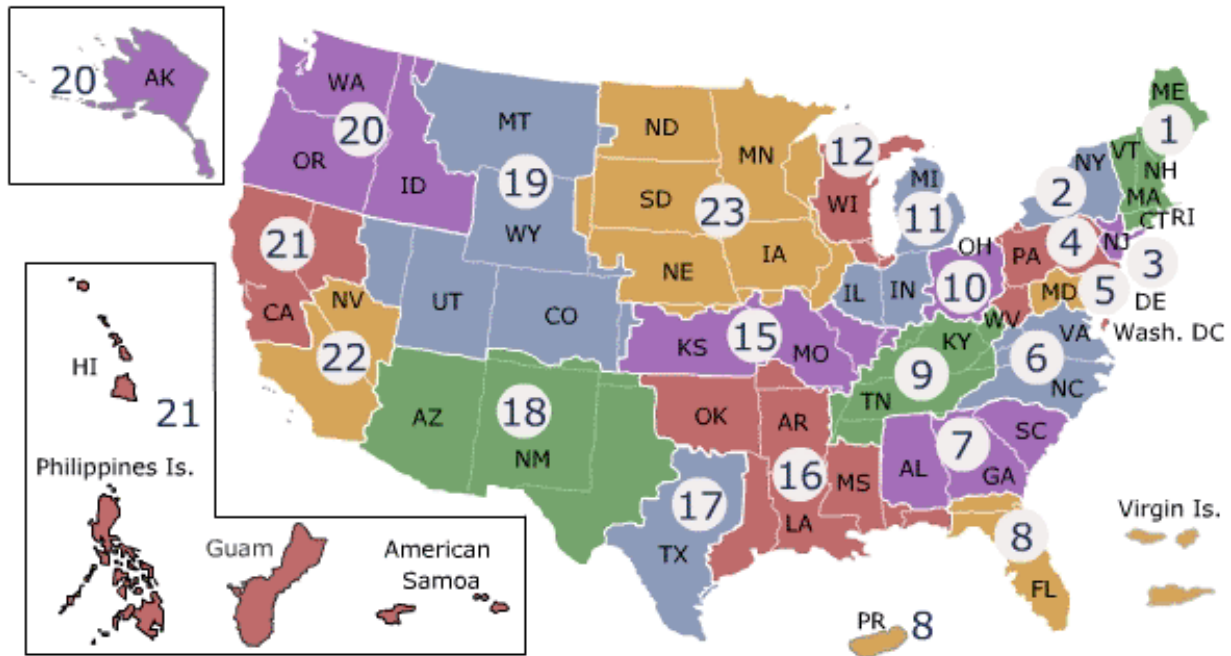 20
AK
WA
20
OR
ID
MT
19
WY
ND
MN
SD
23
NE
IA
12
WI
MI
11
ME
1
VT
NY
NH
2
MA
CT
RI
21
CA
NV
22
UT
CO
OH
PA
4
NJ
3
IL
IN
10
MD
5
DE
WV
VA
Wash. DC
6
NC
KS
15
MO
KY
9
TN
HI
21
AZ
18
NM
OK
AR
16
MS
LA
7
SC
AL
GA
17
TX
8
FL
Virgin Is.
PR
8
Philippines Is.
Guam
American
Samoa